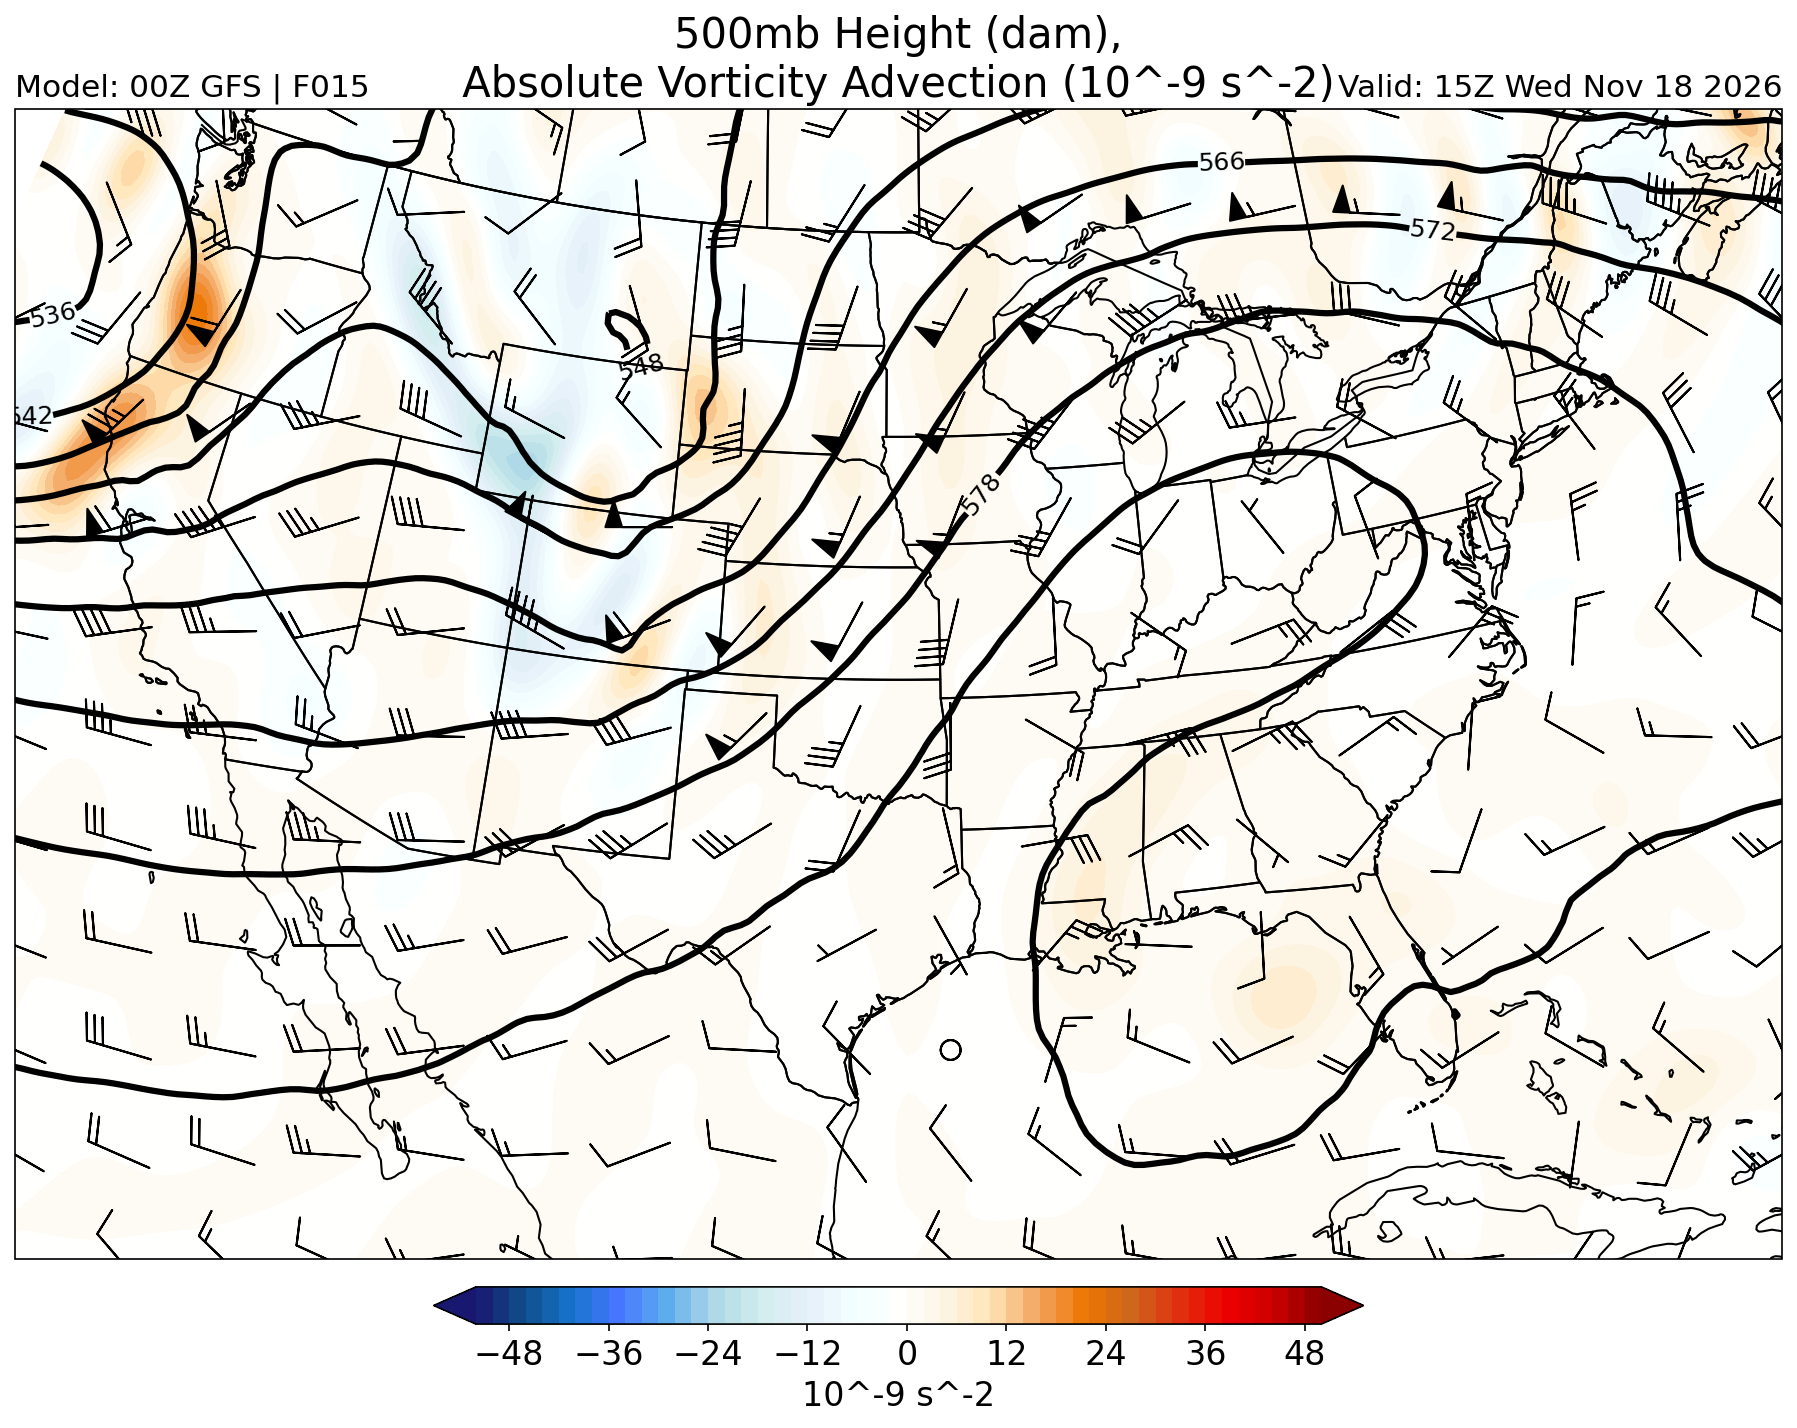 500mb Height (dam),
Model: 00Z GFS | F015
Absolute Vorticity Advection (10^-9 s^-2)
Valid: 15Z Wed Nov 18 2026
566
572
536
548
542
578
−48 −36 −24 −12 0 12 24 36 48
10^-9 s^-2